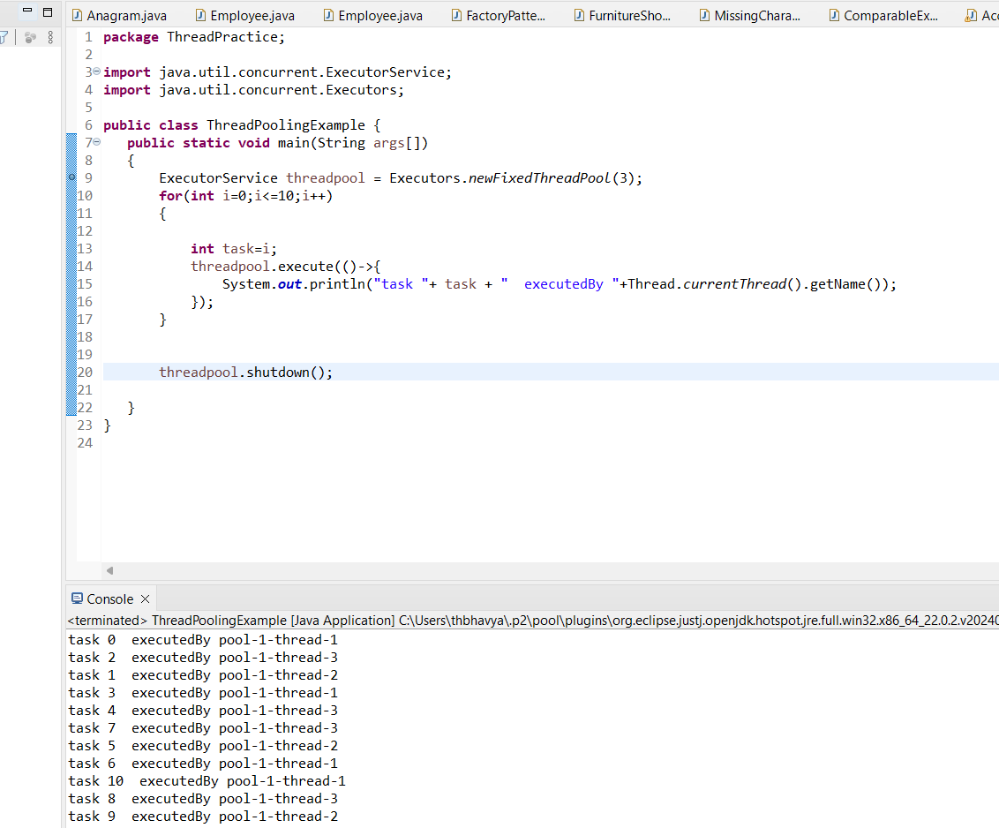 Anagram.java Employee.java Employee.java FactoryPatte... FurnitureSho... MissingChara... ComparableEx... Acc
1 package ThreadPractice;
2
3 import java.util.concurrent.ExecutorService;
4 import java.util.concurrent.Executors;
5
6 public class ThreadPoolingExample {
7 public static void main(String args[])
8 {
9 ExecutorService threadpool = Executors.newFixedThreadPool(3);
10 for(int i=0;i<=10;i++)
11 {
12
13 int task=i;
14 threadpool.execute(()->{
15 System.out.println("task "+ task + "  executedBy "+Thread.currentThread().getName());
16 });
17 }
18
19
20 threadpool.shutdown();
21
22 }
23 }
24
Console
<terminated> ThreadPoolingExample [Java Application] C:\Users\thbhavya\.p2\pool\plugins\org.eclipse.justj.openjdk.hotspot.jre.full.win32.x86_64_22.0.2.v20240
task 0  executedBy pool-1-thread-1
task 2  executedBy pool-1-thread-3
task 1  executedBy pool-1-thread-2
task 3  executedBy pool-1-thread-1
task 4  executedBy pool-1-thread-3
task 7  executedBy pool-1-thread-3
task 5  executedBy pool-1-thread-2
task 6  executedBy pool-1-thread-1
task 10  executedBy pool-1-thread-1
task 8  executedBy pool-1-thread-3
task 9  executedBy pool-1-thread-2